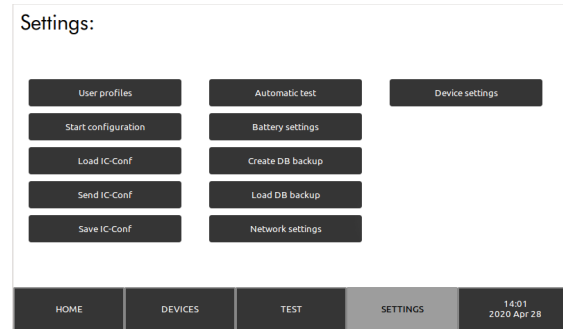 Settings:
User profiles
Automatic test
Device settings
Start configuration
Battery settings
Load IC-Conf
Create DB backup
Send IC-Conf
Load DB backup
Save IC-Conf
Network settings
HOME
DEVICES
TEST
SETTINGS
14:01
2020 Apr 28